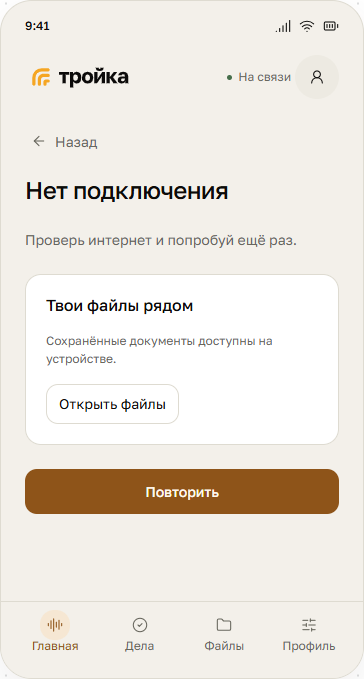 9:41
тройка
На связи
Назад
Нет подключения
Проверь интернет и попробуй ещё раз.
Твои файлы рядом
Сохранённые документы доступны на
устройстве.
Открыть файлы
Повторить
Главная
Дела
Файлы
Профиль